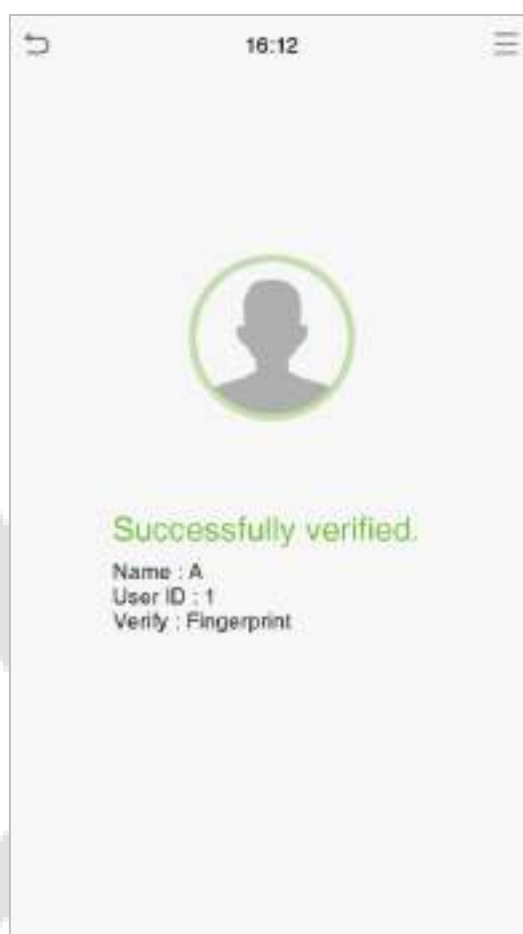 16:12
Successfully verified.
Name : A
User ID : 1
Verify : Fingerprint